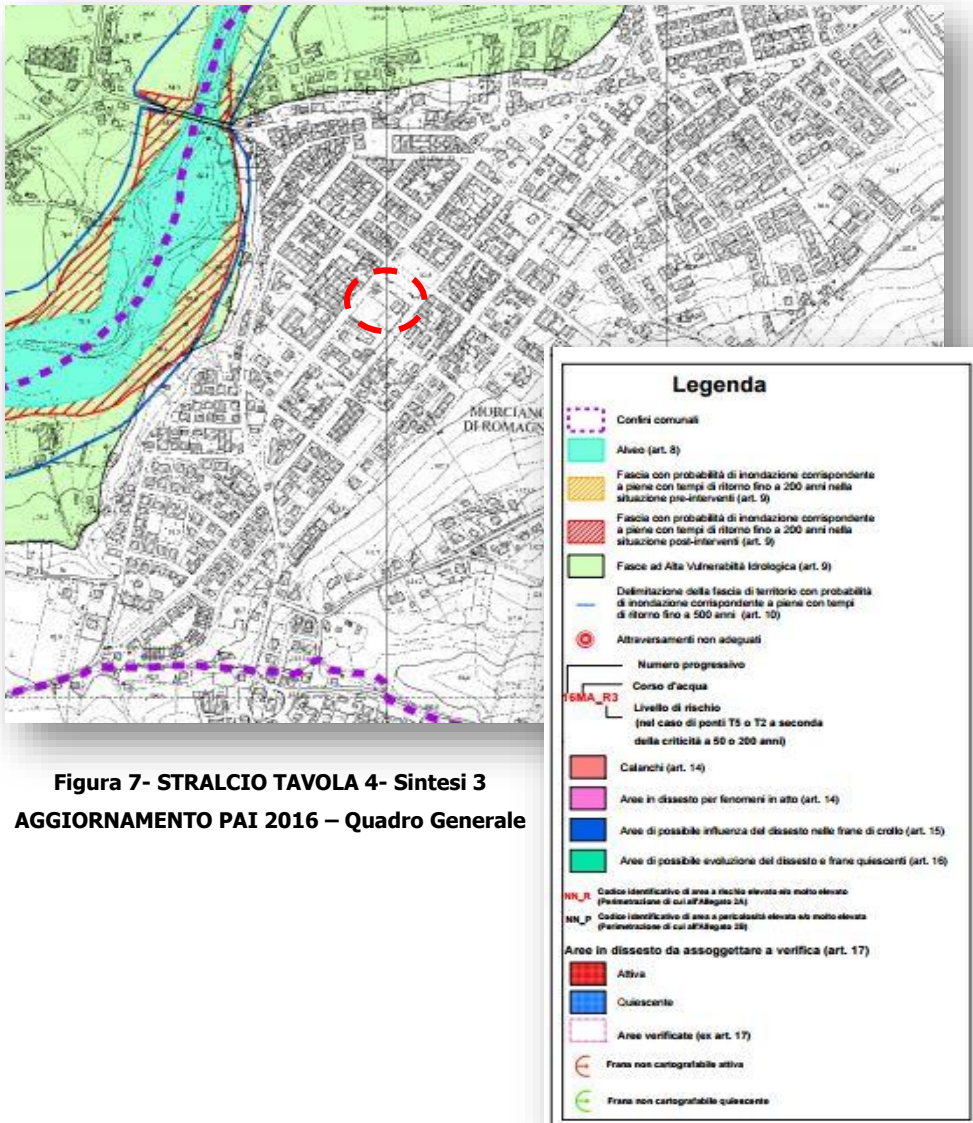 MORCIANO
DI ROMAGN
Legenda
Confini comunali
Alveo (art. 8)
Fascia con probabilità di inondazione corrispondente
a piene con tempi di ritorno fino a 200 anni nella
situazione pre-interventi (art. 9)
Fascia con probabilità di inondazione corrispondente
a piene con tempi di ritorno fino a 200 anni nella
situazione post-interventi (art. 9)
Fasce ad Alta Vulnerabilità Idrologica (art. 9)
Delimitazione della fascia di territorio con probabilità
di inondazione corrispondente a piene con tempi
di ritorno fino a 500 anni (art. 10)
Attraversamenti non adeguati
Numero progressivo
Corso d'acqua
16MA_R3
Livello di rischio
(nel caso di ponti T5 o T2 a seconda
della criticità a 50 o 200 anni)
Calanchi (art. 14)
Aree in dissesto per fenomeni in atto (art. 14)
Aree di possibile influenza del dissesto nelle frane di crollo (art. 15)
Aree di possibile evoluzione del dissesto e frane quiescenti (art. 16)
NN_R Codice identificativo di area a rischio elevato e/o molto elevato
(Perimetrazione di cui all'Allegato 2A)
NN_P Codice identificativo di area a pericolosità elevata e/o molto elevata
(Perimetrazione di cui all'Allegato 2B)
Aree in dissesto da assoggettare a verifica (art. 17)
Attiva
Quiescente
Aree verificate (ex art. 17)
Frana non cartografabile attiva
Frana non cartografabile quiescente
Figura 7- STRALCIO TAVOLA 4- Sintesi 3
AGGIORNAMENTO PAI 2016 – Quadro Generale